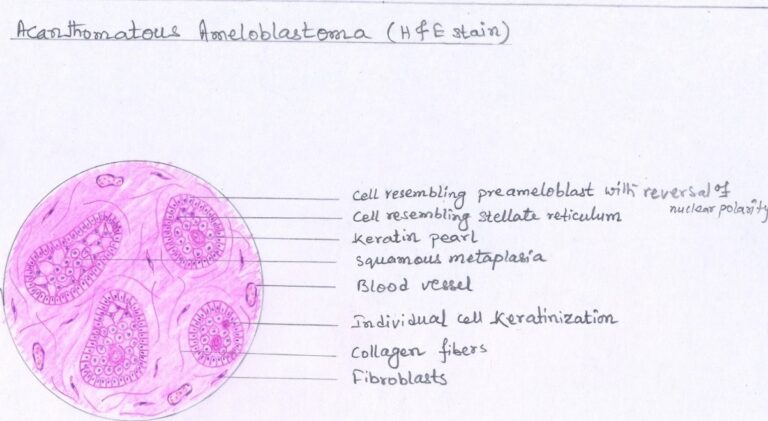 Acanthomatous Ameloblastoma (H&E stain)
Cell resembling preameloblast with reversal of
nuclear polarity
Cell resembling stellate reticulum
Keratin pearl
Squamous metaplasia
Blood vessel
Individual cell Keratinization
Collagen fibers
Fibroblasts